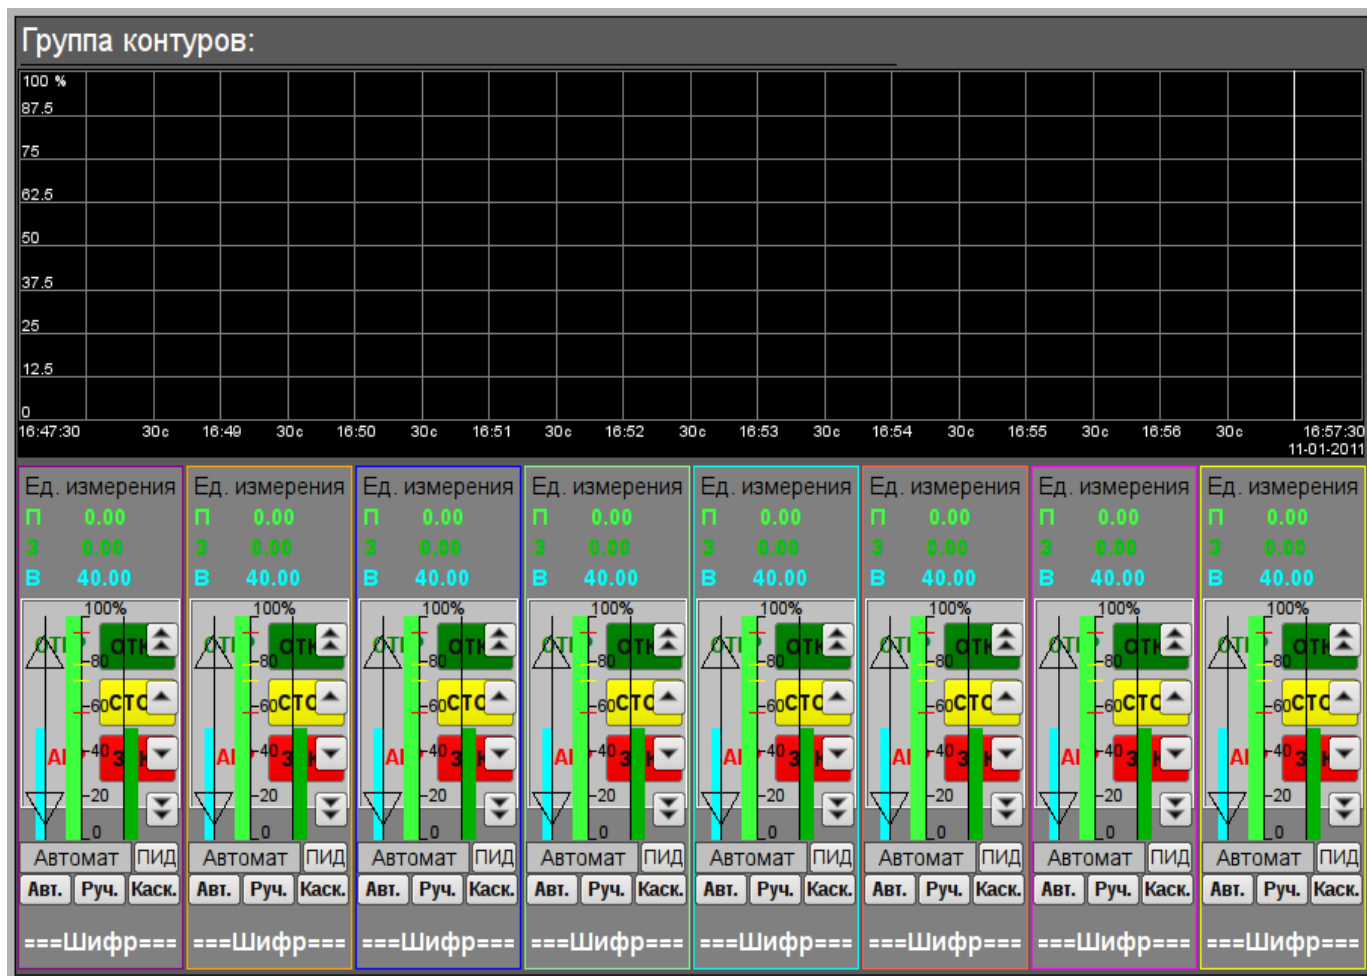 Группа контуров:
100 %
87.5
75
62.5
50
37.5
25
12.5
0
16:47:30 30с 16:49 30с 16:50 30с 16:51 30с 16:52 30с 16:53 30с 16:54 30с 16:55 30с 16:56 30с 16:57:30
11-01-2011
Ед. измерения Ед. измерения Ед. измерения Ед. измерения Ед. измерения Ед. измерения Ед. измерения Ед. измерения
П 0.00 П 0.00 П 0.00 П 0.00 П 0.00 П 0.00 П 0.00 П 0.00
З 0.00 З 0.00 З 0.00 З 0.00 З 0.00 З 0.00 З 0.00 З 0.00
В 40.00 В 40.00 В 40.00 В 40.00 В 40.00 В 40.00 В 40.00 В 40.00
100% 100% 100% 100% 100% 100% 100% 100%
80 80 80 80 80 80 80 80
60 60 60 60 60 60 60 60
40 40 40 40 40 40 40 40
20 20 20 20 20 20 20 20
0 0 0 0 0 0 0 0
Автомат ПИД Автомат ПИД Автомат ПИД Автомат ПИД Автомат ПИД Автомат ПИД Автомат ПИД Автомат ПИД
Авт. Руч. Каск. Авт. Руч. Каск. Авт. Руч. Каск. Авт. Руч. Каск. Авт. Руч. Каск. Авт. Руч. Каск. Авт. Руч. Каск. Авт. Руч. Каск.
===Шифр=== ===Шифр=== ===Шифр=== ===Шифр=== ===Шифр=== ===Шифр=== ===Шифр=== ===Шифр===